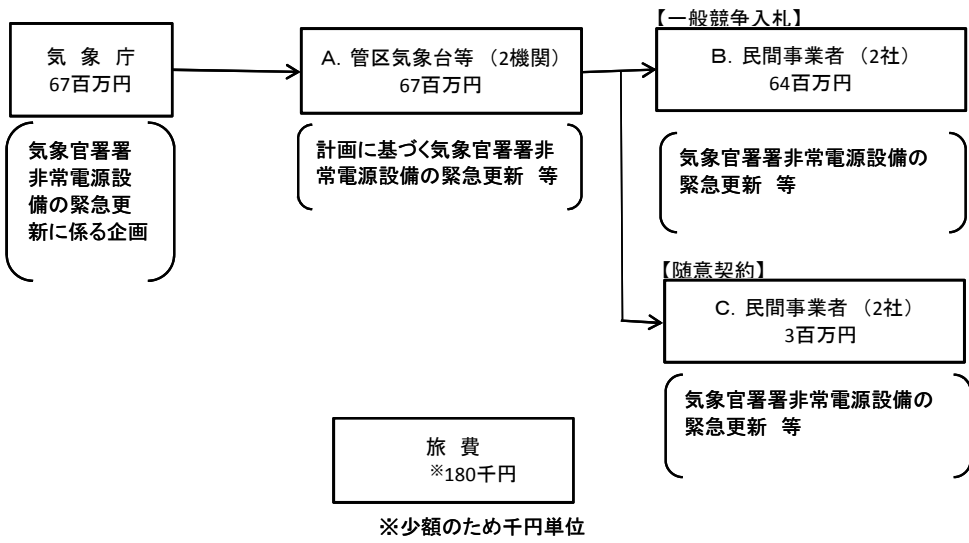 気 象 庁
67百万円
気象官署署
非常電源設
備の緊急更
新に係る企画
A. 管区気象台等 （2機関）
67百万円
計画に基づく気象官署署非
常電源設備の緊急更新 等
【一般競争入札】
B. 民間事業者 （2社）
64百万円
気象官署署非常電源設備の
緊急更新 等
【随意契約】
C. 民間事業者 （2社）
3百万円
気象官署署非常電源設備の
緊急更新 等
旅 費
※180千円
※少額のため千円単位